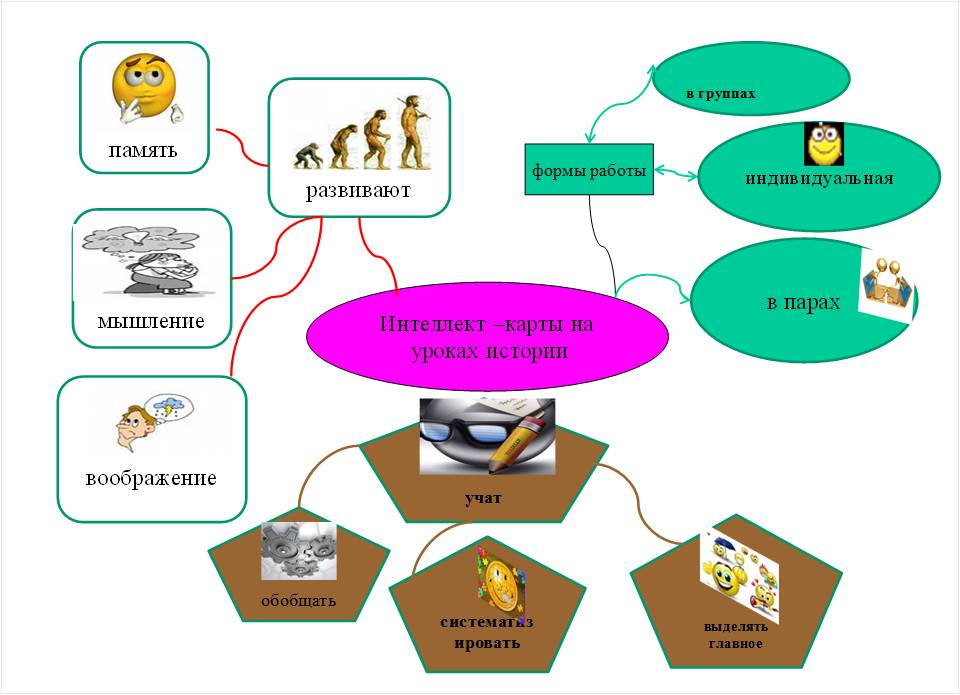 память
развивают
мышление
воображение
в группах
формы работы
индивидуальная
в парах
Интеллект –карты на
уроках истории
учат
обобщать
системати
ировать
выделять
главное